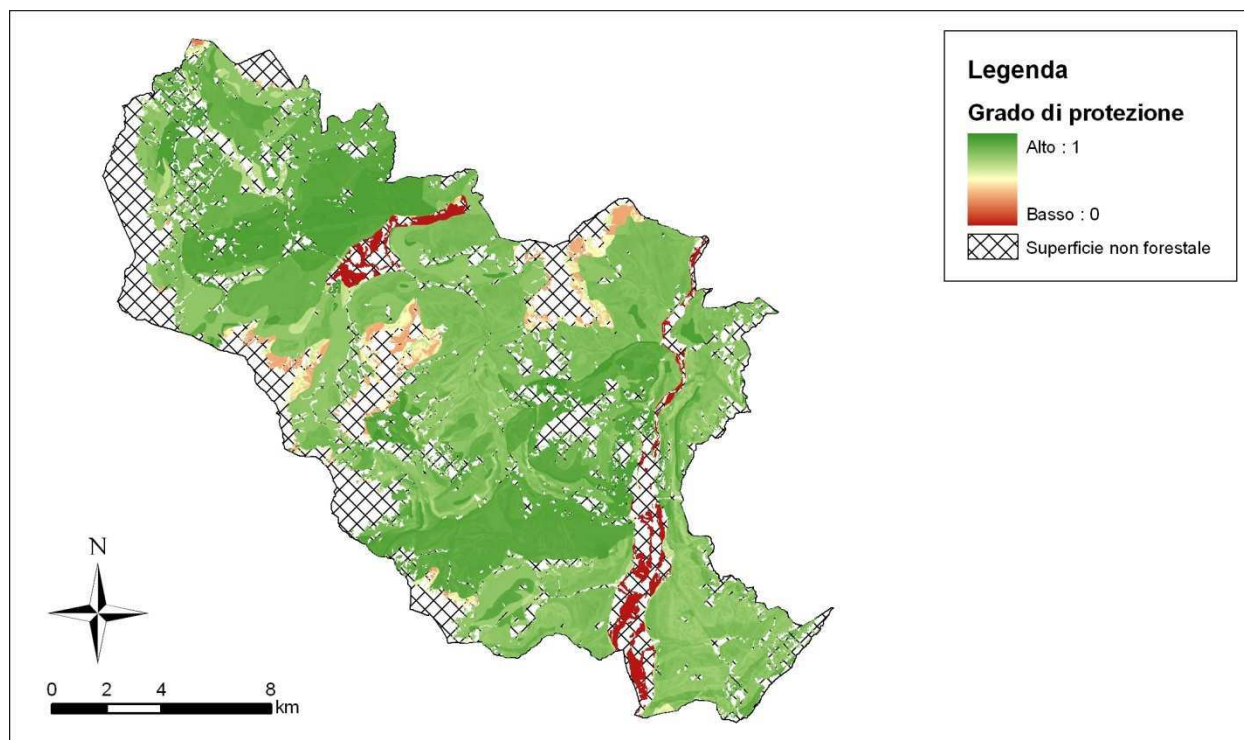 Legenda
Grado di protezione
Alto : 1
Basso : 0
Superficie non forestale
N
0 2 4 8
km